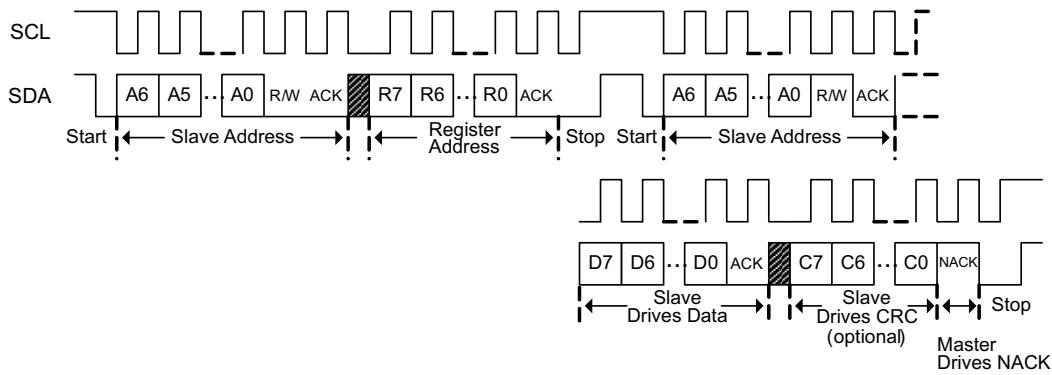 SCL
SDA
A6 A5 ... A0 R/W ACK R7 R6 ... R0 ACK A6 A5 ... A0 R/W ACK
Start Slave Address Register Address Stop Start Slave Address
D7 D6 ... D0 ACK C7 C6 ... C0 NACK
Slave Drives Data
Slave Drives CRC (optional)
Stop
Master Drives NACK